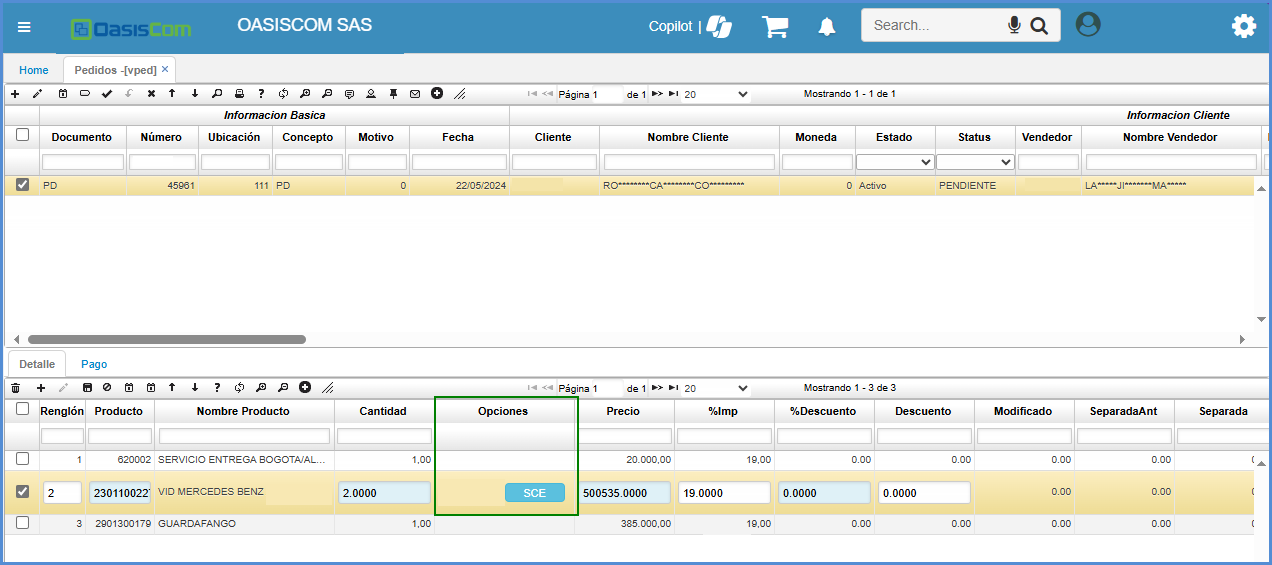 OasisCom OASISCOM SAS Copilot | Search...
Home Pedidos -[vped] ×
Página 1 de 1 20 Mostrando 1 - 1 de 1
Informacion Basica Informacion Cliente
Documento Número Ubicación Concepto Motivo Fecha Cliente Nombre Cliente Moneda Estado Status Vendedor Nombre Vendedor
PD 45961 111 PD 0 22/05/2024 RO********CA********CO********* 0 Activo PENDIENTE LA*****JI*******MA*****
Detalle Pago
Página 1 de 1 20 Mostrando 1 - 3 de 3
Renglón Producto Nombre Producto Cantidad Opciones Precio %Imp %Descuento Descuento Modificado SeparadaAnt Separada
1 620002 SERVICIO ENTREGA BOGOTA/AL... 1,00 20.000,00 19,00 0.00 0.00 0.00 0.00
2 2301100227 VID MERCEDES BENZ 2.0000 SCE 500535.0000 19.0000 0.0000 0.0000 0.00 0.00
3 2901300179 GUARDAFANGO 1,00 385.000,00 19,00 0.00 0.00 0.00 0.00